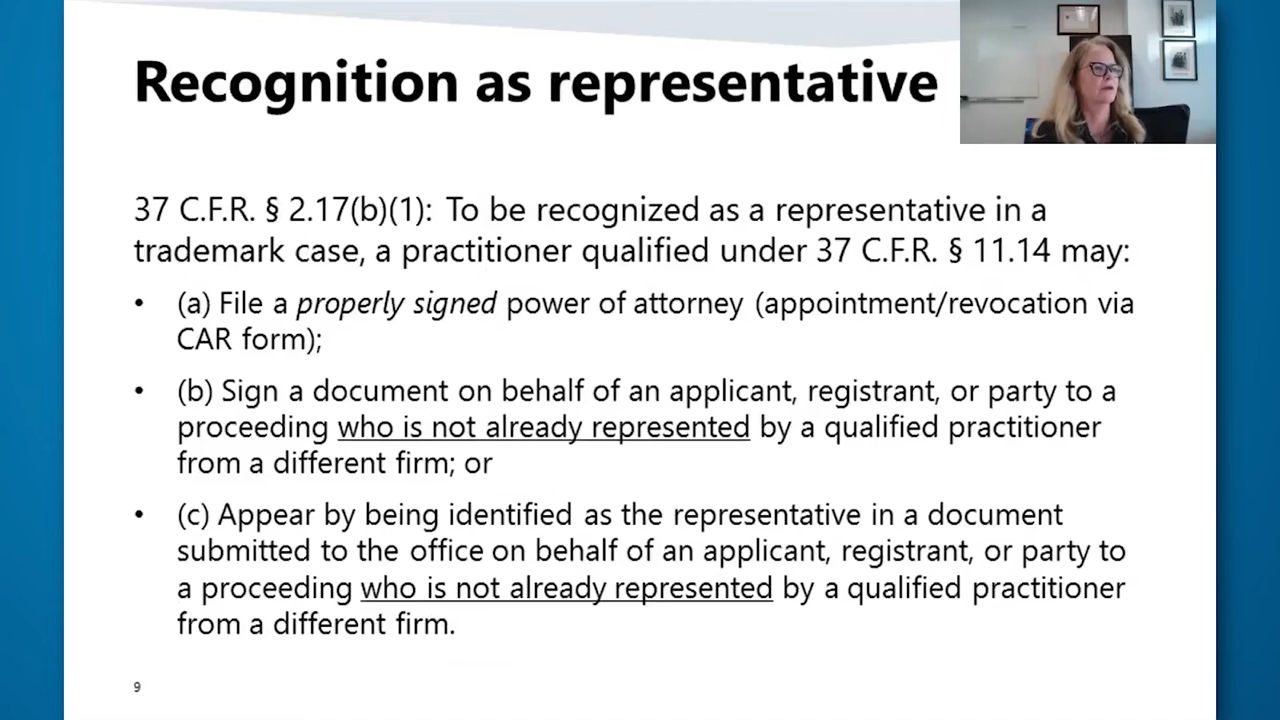 Recognition as representative
37 C.F.R. § 2.17(b)(1): To be recognized as a representative in a
trademark case, a practitioner qualified under 37 C.F.R. § 11.14 may:
• (a) File a properly signed power of attorney (appointment/revocation via
CAR form);
• (b) Sign a document on behalf of an applicant, registrant, or party to a
proceeding who is not already represented by a qualified practitioner
from a different firm; or
• (c) Appear by being identified as the representative in a document
submitted to the office on behalf of an applicant, registrant, or party to
a proceeding who is not already represented by a qualified practitioner
from a different firm.
9